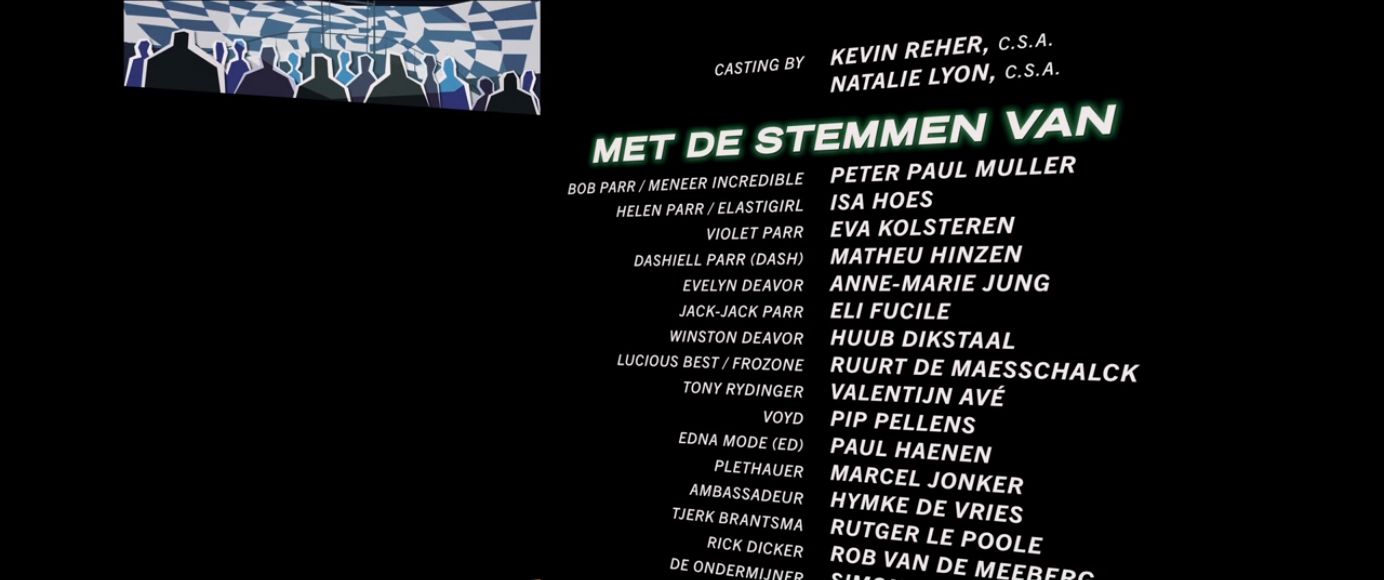 CASTING BY KEVIN REHER, C.S.A.
NATALIE LYON, C.S.A.
MET DE STEMMEN VAN
BOB PARR / MENEER INCREDIBLE PETER PAUL MULLER
HELEN PARR / ELASTIGIRL ISA HOES
VIOLET PARR EVA KOLSTEREN
DASHIELL PARR (DASH) MATHEU HINZEN
EVELYN DEAVOR ANNE-MARIE JUNG
JACK-JACK PARR ELI FUCILE
WINSTON DEAVOR HUUB DIKSTAAL
LUCIOUS BEST / FROZONE RUURT DE MAESSCHALCK
TONY RYDINGER VALENTIJN AVÉ
VOYD PIP PELLENS
EDNA MODE (ED) PAUL HAENEN
PLETHAUER MARCEL JONKER
AMBASSADEUR HYMKE DE VRIES
TJERK BRANTSMA RUTGER LE POOLE
RICK DICKER ROB VAN DE MEEBERG
DE ONDERMIJNER